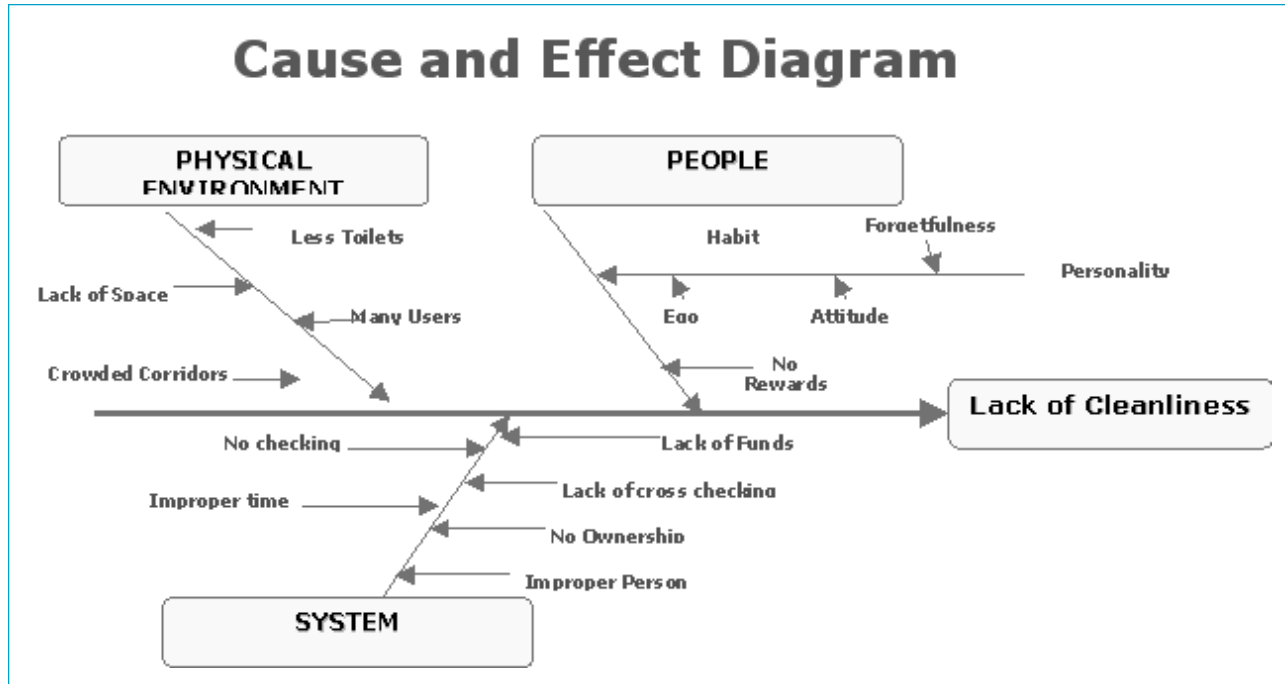 Cause and Effect Diagram
PHYSICAL
ENVIRONMENT
PEOPLE
Less Toilets
Habit
Forgetfulness
Personality
Lack of Space
Many Users
Ego
Attitude
Crowded Corridors
No
Rewards
Lack of Cleanliness
No checking
Lack of Funds
Improper time
Lack of cross checking
No Ownership
Improper Person
SYSTEM